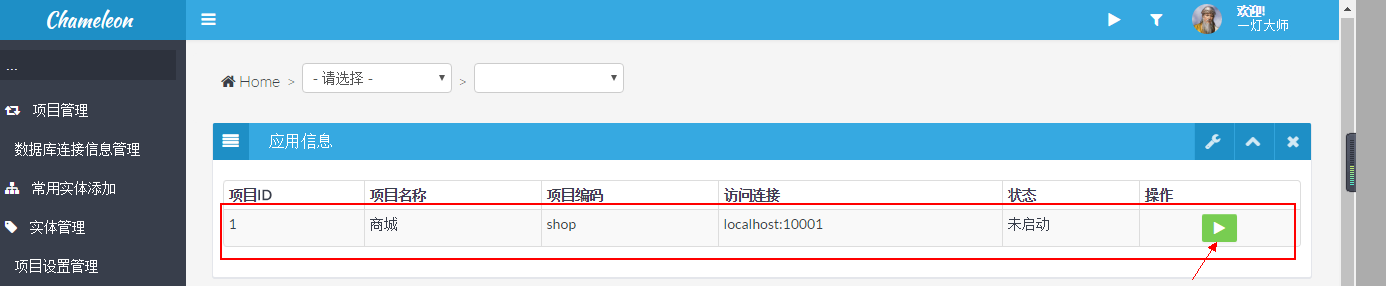 Chameleon
欢迎!
一灯大师
...
Home > - 请选择 - >
项目管理
数据库连接信息管理
常用实体添加
实体管理
项目设置管理
应用信息
项目ID 项目名称 项目编码 访问连接 状态 操作
1 商城 shop localhost:10001 未启动